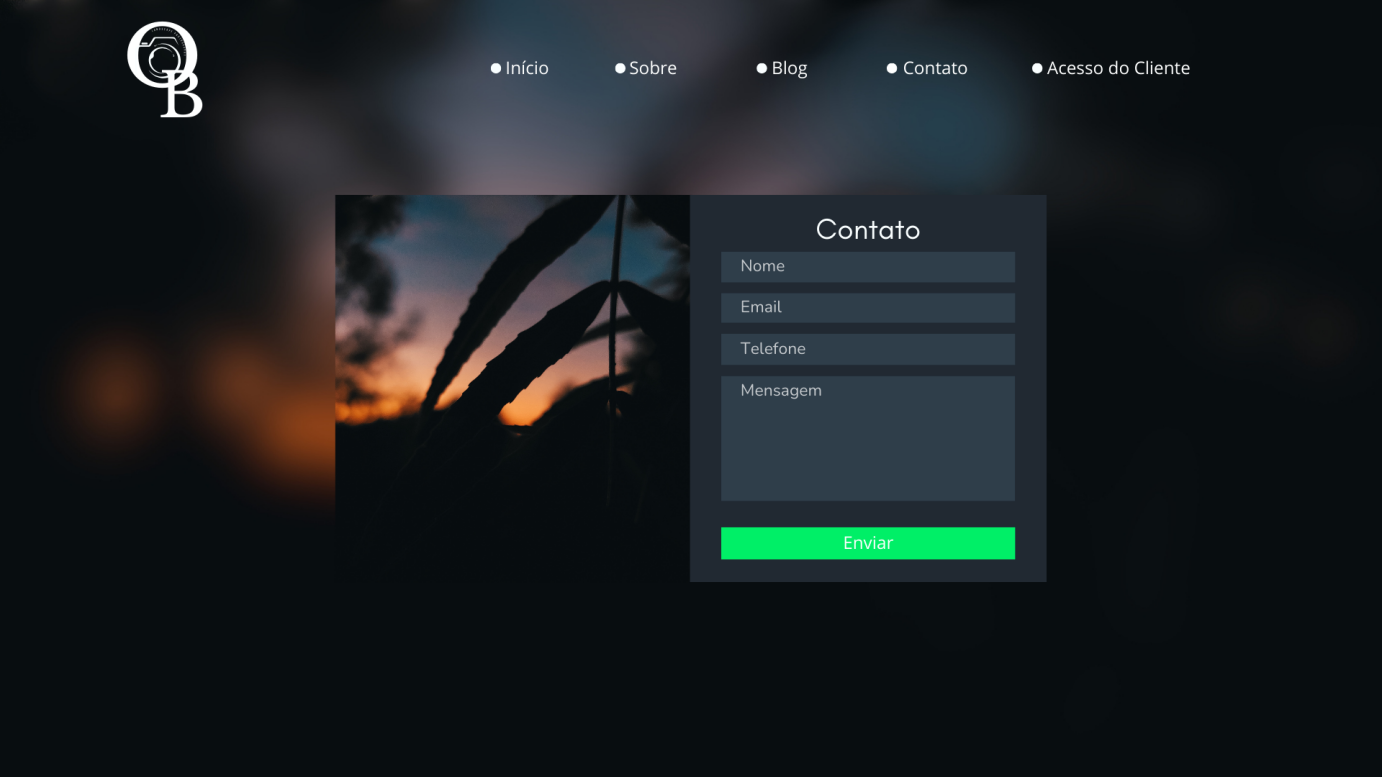 OB
Início
Sobre
Blog
Contato
Acesso do Cliente
Contato
Nome
Email
Telefone
Mensagem
Enviar